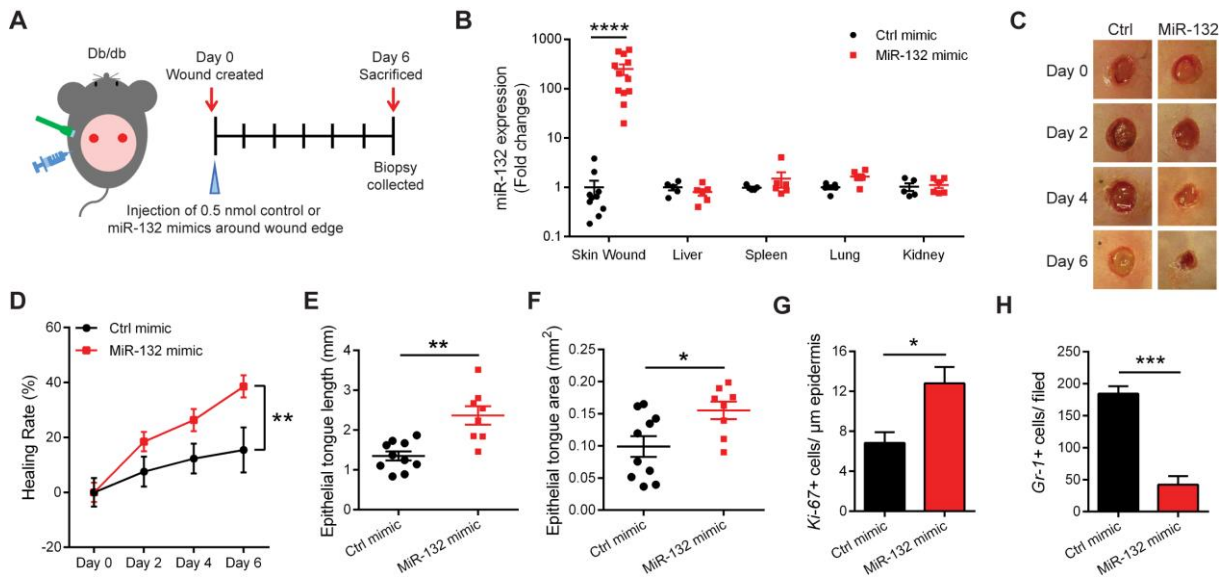 A
Db/db
Day 0
Wound created
Day 6
Sacrificed
Biopsy
collected
Injection of 0.5 nmol control or
miR-132 mimics around wound edge
B
****
Ctrl mimic
MiR-132 mimic
miR-132 expression
(Fold changes)
1000
100
10
1
0.1
Skin Wound
Liver
Spleen
Lung
Kidney
C
Ctrl
MiR-132
Day 0
Day 2
Day 4
Day 6
D
Ctrl mimic
MiR-132 mimic
Healing Rate (%)
60
40
20
0
-20
**
Day 0
Day 2
Day 4
Day 6
E
Epithelial tongue length (mm)
4
3
2
1
0
**
Ctrl mimic
MiR-132 mimic
F
Epithelial tongue area (mm²)
0.25
0.20
0.15
0.10
0.05
0.00
*
Ctrl mimic
MiR-132 mimic
G
Ki-67+ cells/ µm epidermis
16
12
8
4
0
*
Ctrl mimic
MiR-132 mimic
H
Gr-1+ cells/ filed
250
200
150
100
50
0
***
Ctrl mimic
MiR-132 mimic